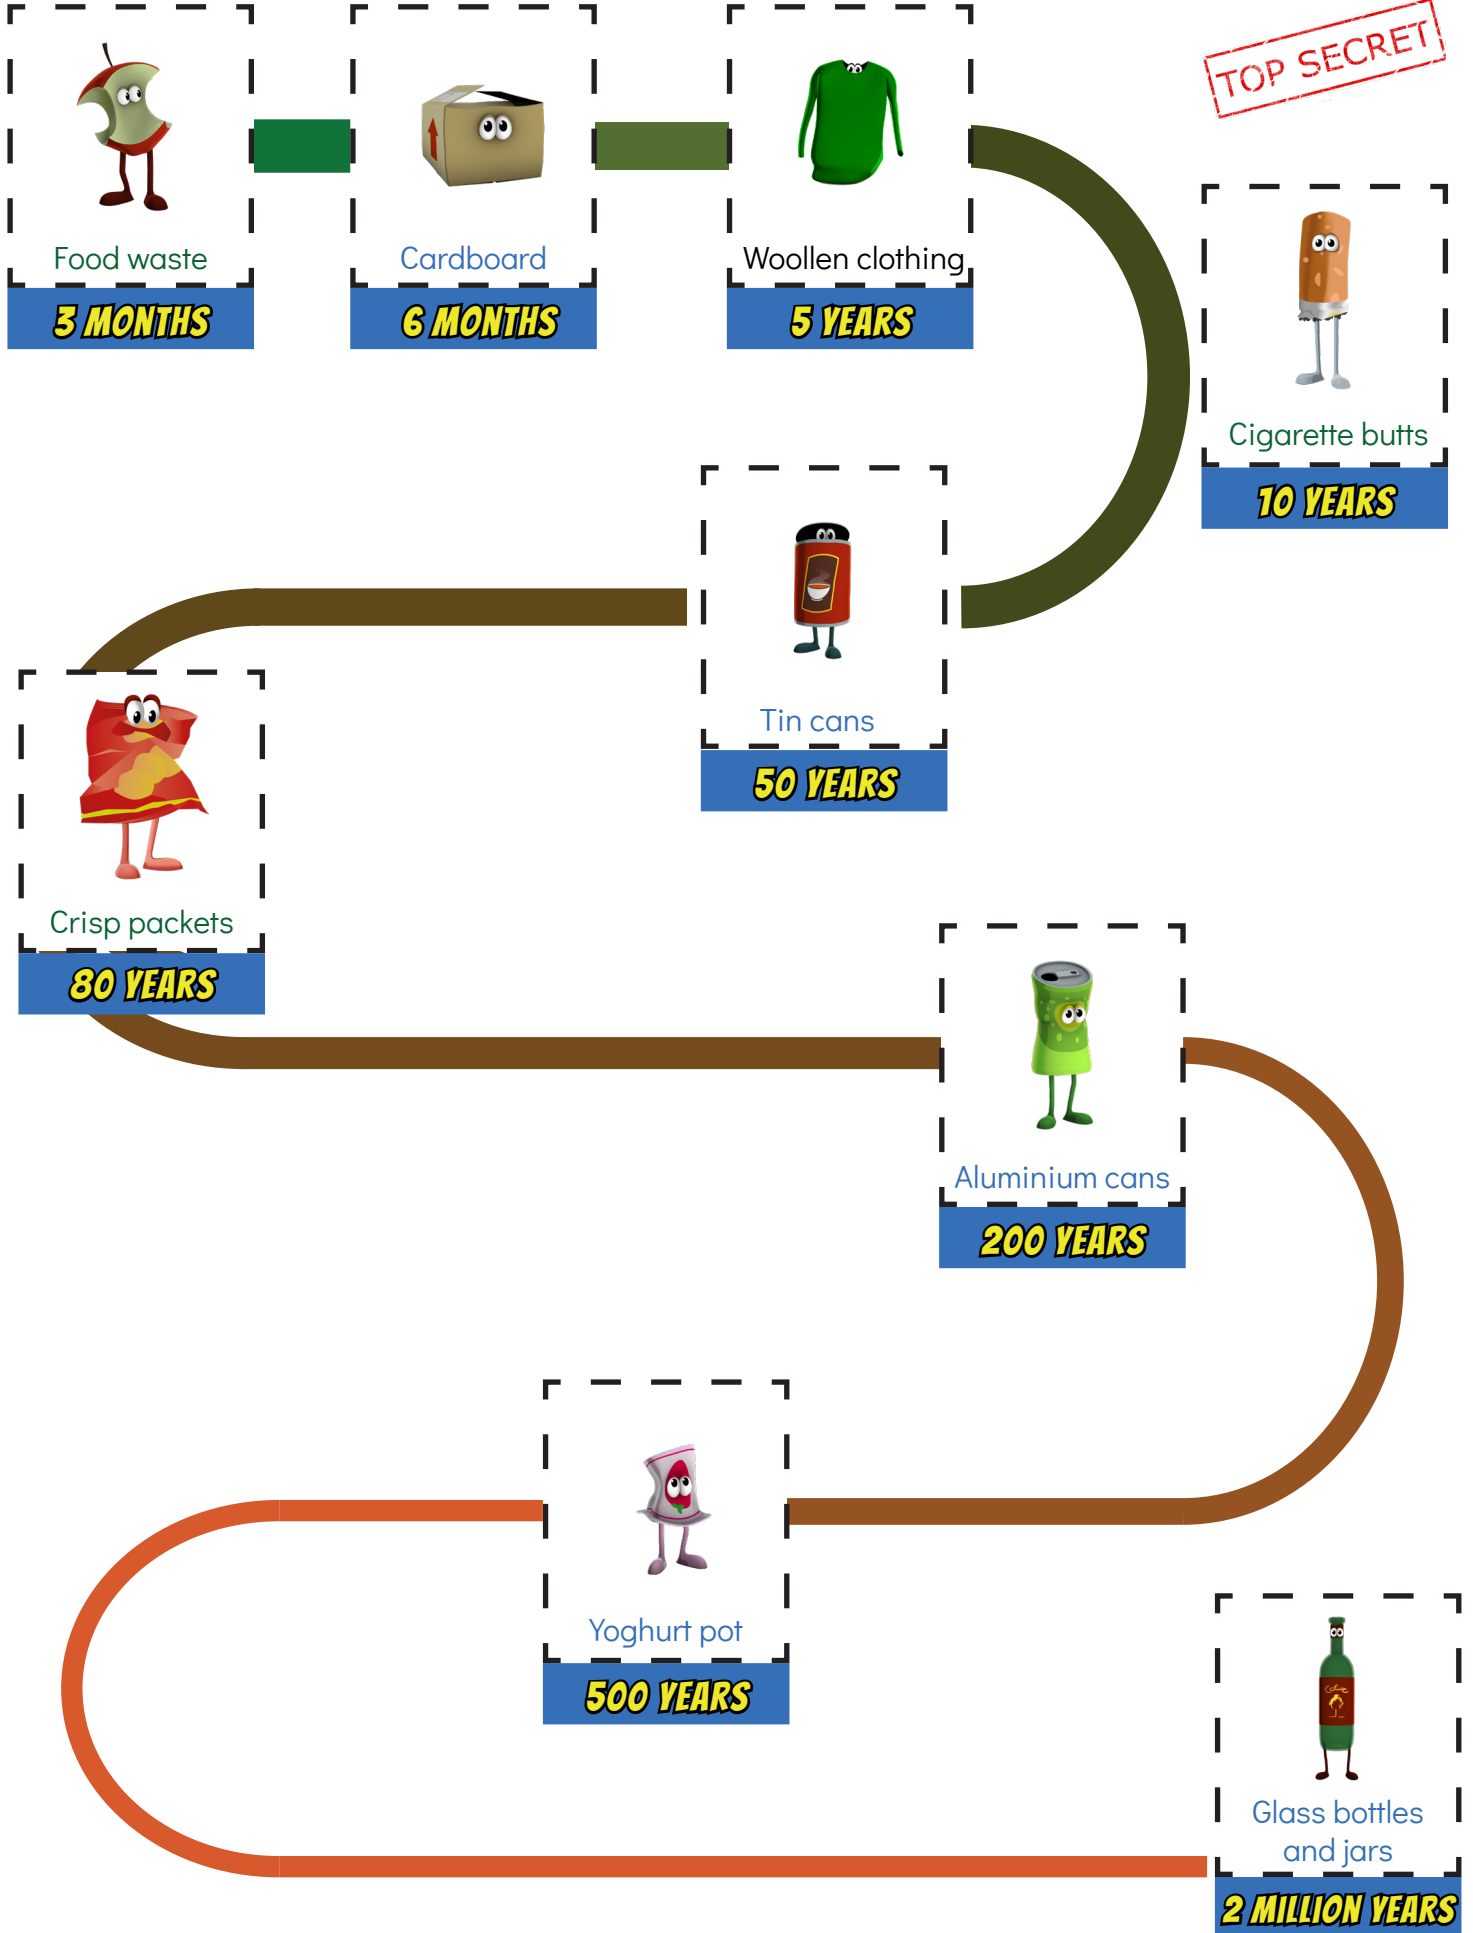 TOP SECRET
Food waste
3 MONTHS
Cardboard
6 MONTHS
Woollen clothing
5 YEARS
Cigarette butts
10 YEARS
Tin cans
50 YEARS
Crisp packets
80 YEARS
Aluminium cans
200 YEARS
Yoghurt pot
500 YEARS
Glass bottles
and jars
2 MILLION YEARS